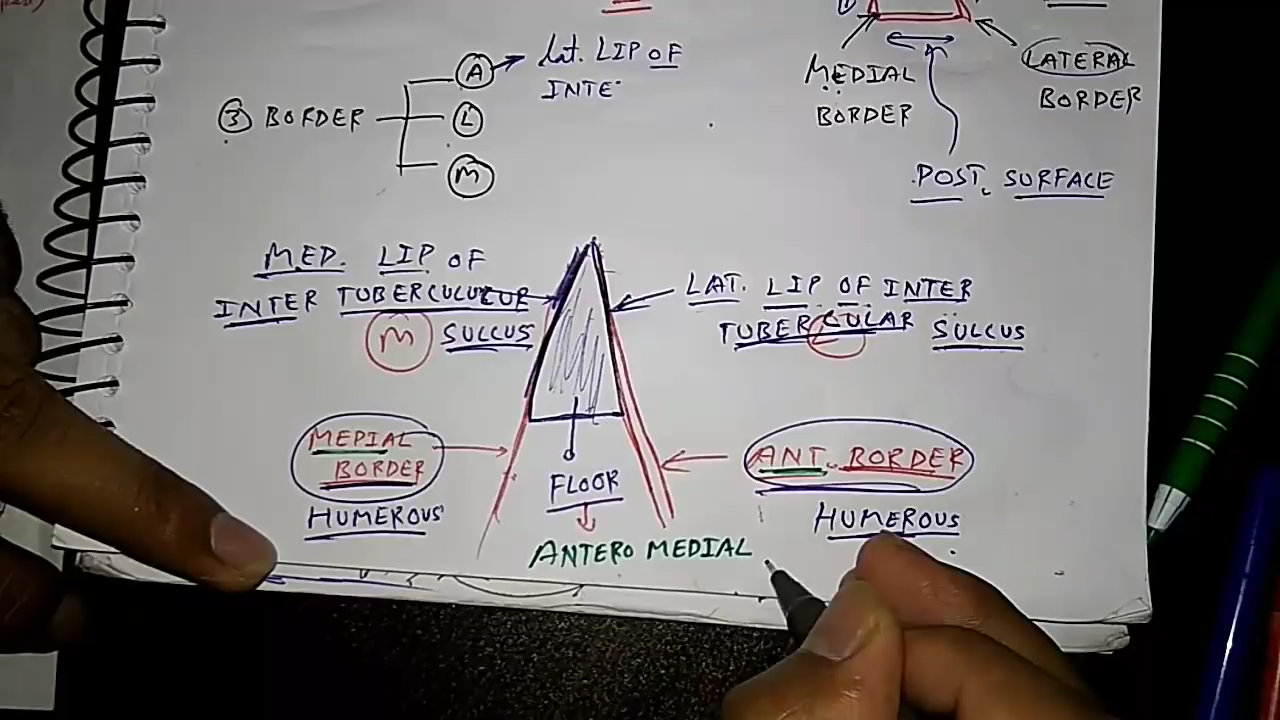 A
lat. LIP OF
INTE
3 BORDER
L
M
MEDIAL
BORDER
LATERAL
BORDER
POST. SURFACE
MED. LIP OF
INTER TUBERCULULUR
M SULCUS
LAT. LIP OF INTER
TUBERCULAR SULCUS
MEDIAL
BORDER
HUMEROUS
ANT. BORDER
HUMEROUS
FLOOR
ANTERO MEDIAL